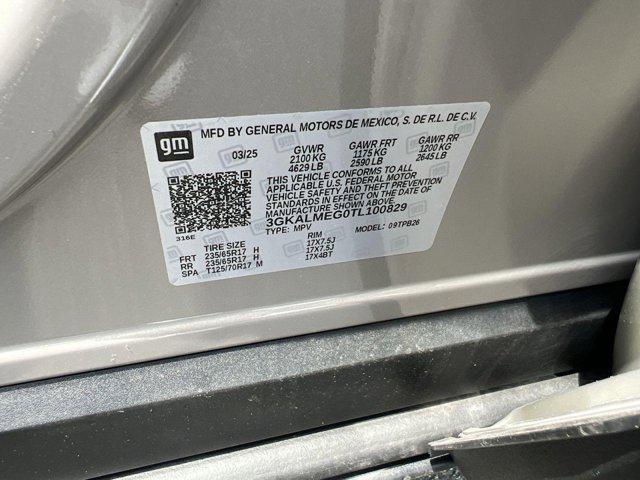 gm
MFD BY GENERAL MOTORS DE MEXICO, S. DE R.L. DE C.V.
03/25 GVWR GAWR FRT GAWR RR
2100 KG 1175 KG 1200 KG
4629 LB 2590 LB 2645 LB
THIS VEHICLE CONFORMS TO ALL
APPLICABLE U.S. FEDERAL MOTOR
VEHICLE SAFETY AND THEFT PREVENTION
STANDARDS IN EFFECT ON THE DATE OF
MANUFACTURE SHOWN ABOVE.
3GKALMEG0TL100829
316E TYPE: MPV MODEL: 09TPB26
TIRE SIZE RIM
FRT 235/65R17 H 17X7.5J
RR 235/65R17 H 17X7.5J
SPA T125/70R17 M 17X4BT